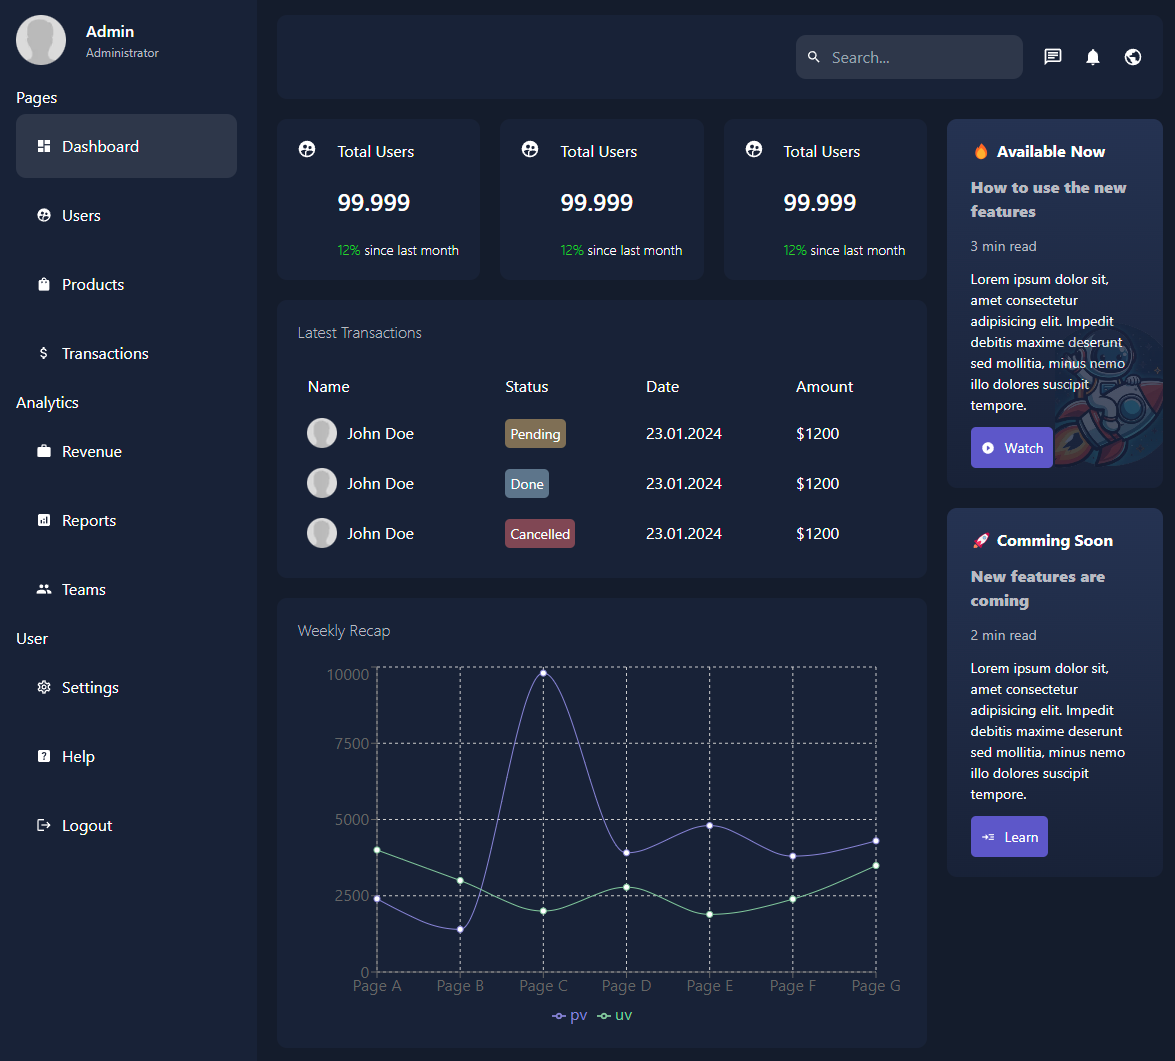 Admin
Administrator
Pages
Dashboard
Users
Products
Transactions
Analytics
Revenue
Reports
Teams
User
Settings
Help
Logout
Search...
Total Users
99.999
12% since last month
Total Users
99.999
12% since last month
Total Users
99.999
12% since last month
Latest Transactions
Name Status Date Amount
John Doe Pending 23.01.2024 $1200
John Doe Done 23.01.2024 $1200
John Doe Cancelled 23.01.2024 $1200
Weekly Recap
10000
7500
5000
2500
0
Page A Page B Page C Page D Page E Page F Page G
pv uv
🔥 Available Now
How to use the new
features
3 min read
Lorem ipsum dolor sit,
amet consectetur
adipisicing elit. Impedit
debitis maxime deserunt
sed mollitia, minus nemo
illo dolores suscipit
tempore.
Watch
🚀 Comming Soon
New features are
coming
2 min read
Lorem ipsum dolor sit,
amet consectetur
adipisicing elit. Impedit
debitis maxime deserunt
sed mollitia, minus nemo
illo dolores suscipit
tempore.
Learn